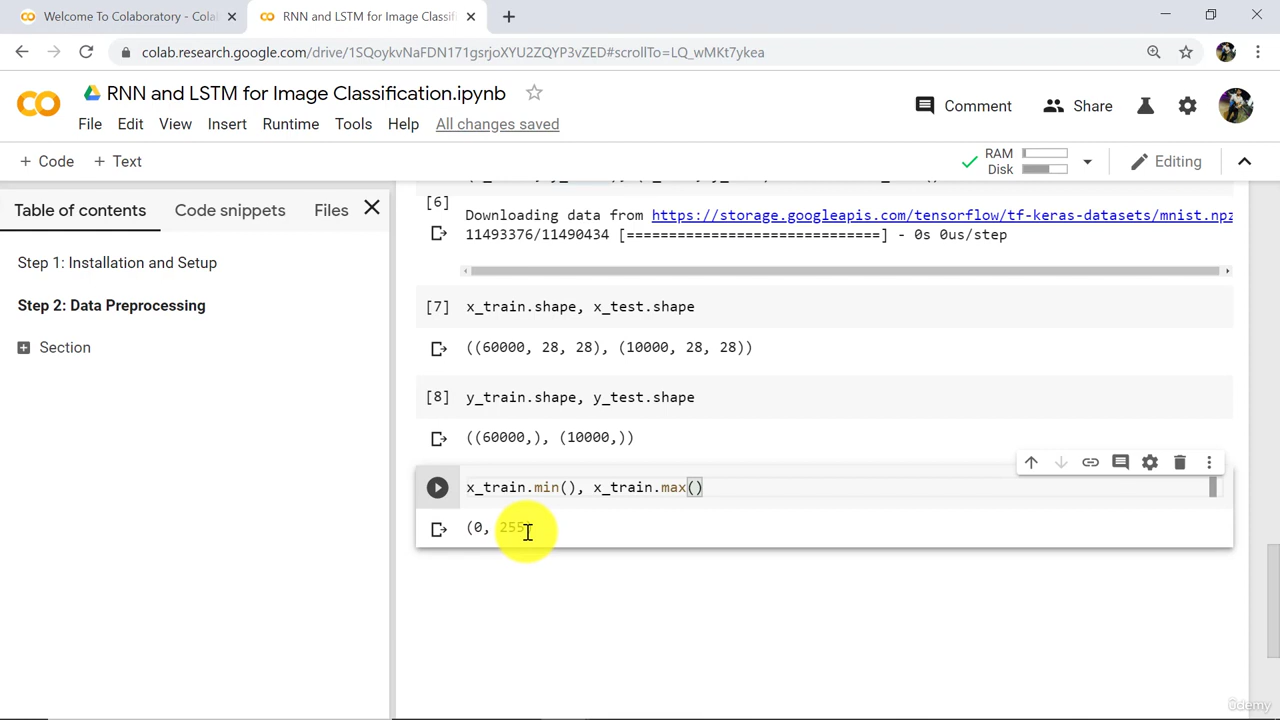 Welcome To Colaboratory - Cola
RNN and LSTM for Image Classifi
colab.research.google.com/drive/1SQoykvNaFDN171gsrjoXYU2ZQYP3vZED#scrollTo=LQ_wMKt7ykea
RNN and LSTM for Image Classification.ipynb
Comment
Share
File Edit View Insert Runtime Tools Help All changes saved
+ Code + Text
RAM
Disk
Editing
Table of contents Code snippets Files
Step 1: Installation and Setup
Step 2: Data Preprocessing
Section
[6]
Downloading data from https://storage.googleapis.com/tensorflow/tf-keras-datasets/mnist.npz
11493376/11490434 [==============================] - 0s 0us/step
[7] x_train.shape, x_test.shape
((60000, 28, 28), (10000, 28, 28))
[8] y_train.shape, y_test.shape
((60000,), (10000,))
x_train.min(), x_train.max()
(0, 255)
ûdemy